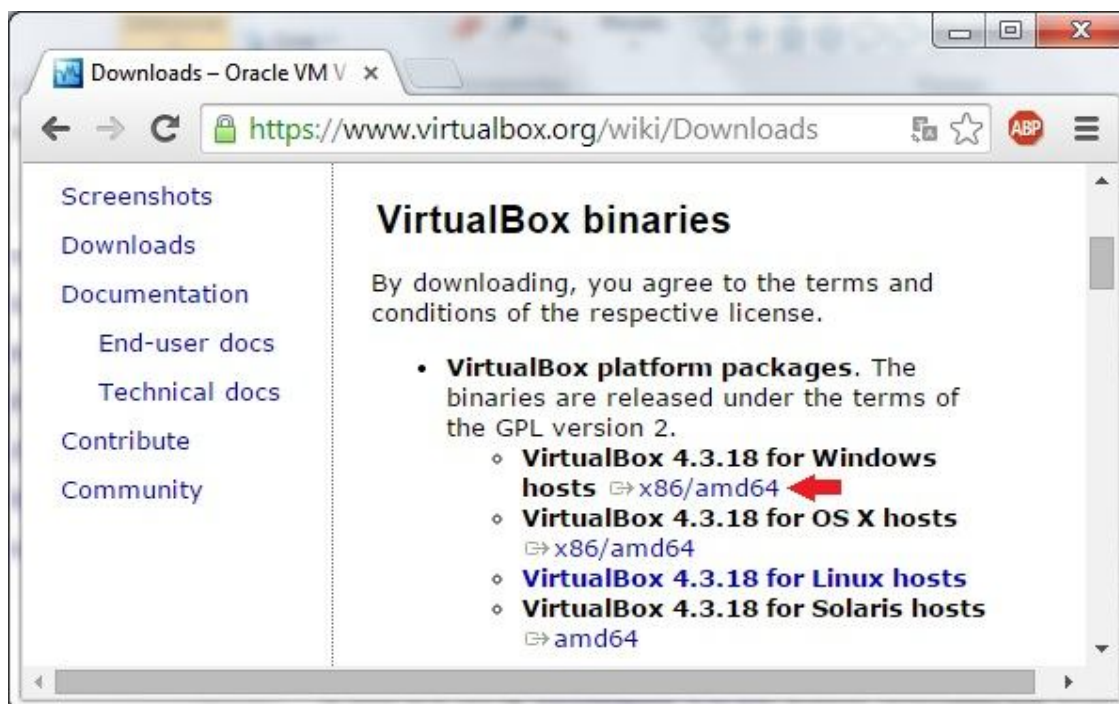 Downloads – Oracle VM V
https://www.virtualbox.org/wiki/Downloads
ABP
Screenshots
Downloads
Documentation
End-user docs
Technical docs
Contribute
Community
VirtualBox binaries
By downloading, you agree to the terms and
conditions of the respective license.
• VirtualBox platform packages. The
binaries are released under the terms of
the GPL version 2.
VirtualBox 4.3.18 for Windows
hosts x86/amd64
VirtualBox 4.3.18 for OS X hosts
x86/amd64
VirtualBox 4.3.18 for Linux hosts
VirtualBox 4.3.18 for Solaris hosts
amd64